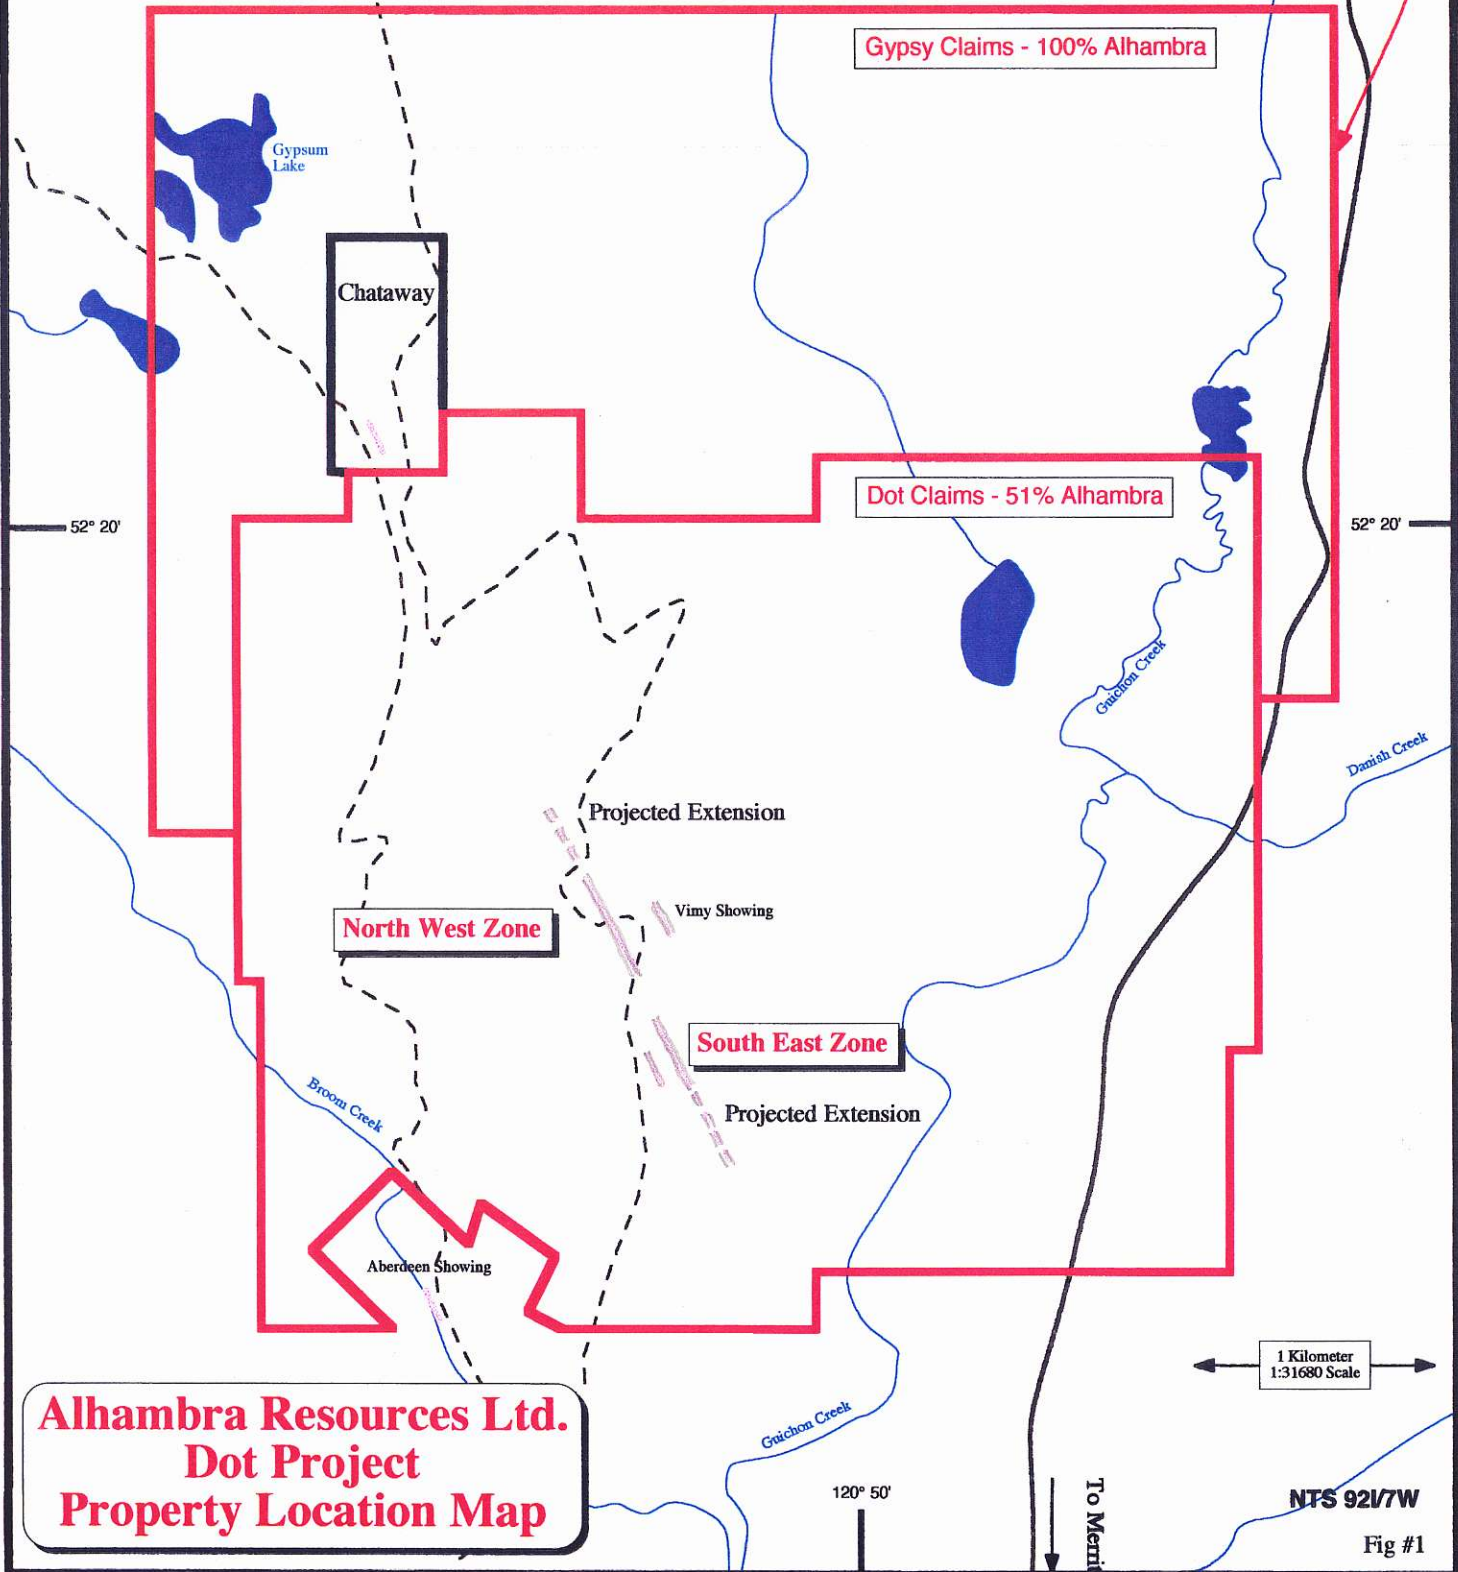 Gypsy Claims - 100% Alhambra
Gypsum
Lake
Chataway
Dot Claims - 51% Alhambra
52° 20'
52° 20'
Guichon Creek
Danish Creek
Projected Extension
Vimy Showing
North West Zone
South East Zone
Broom Creek
Projected Extension
Aberdeen Showing
1 Kilometer
1:31680 Scale
Alhambra Resources Ltd.
Dot Project
Property Location Map
Guichon Creek
120° 50'
To Merrit
NTS 92I/7W
Fig #1